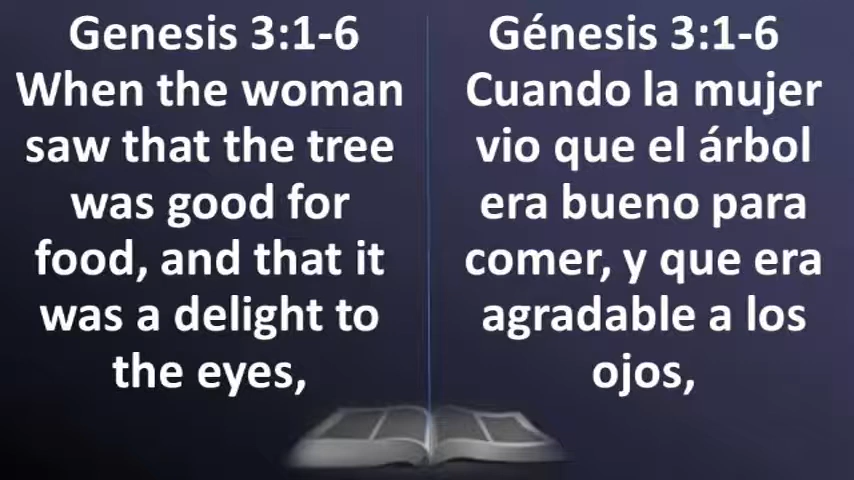 Genesis 3:1-6
When the woman
saw that the tree
was good for
food, and that it
was a delight to
the eyes,
Génesis 3:1-6
Cuando la mujer
vio que el árbol
era bueno para
comer, y que era
agradable a los
ojos,